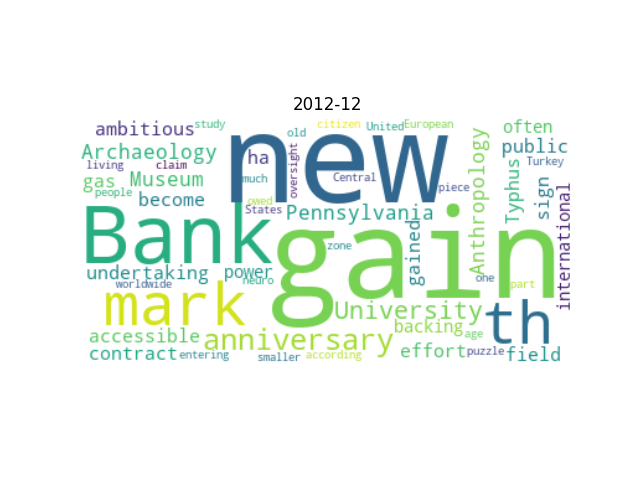 2012-12
ambitious study new old citizen United European often
Archaeology ha oversight Anthropology public
living claim Central Typhus Turkey
gas Museum much piece sign international
people become owed States Pennsylvania
Bank gain zone gained
undertaking power
worldwide neuro ohe part
mark University th
accessible anniversary backing age
contract entering smaller according effort puzzle field